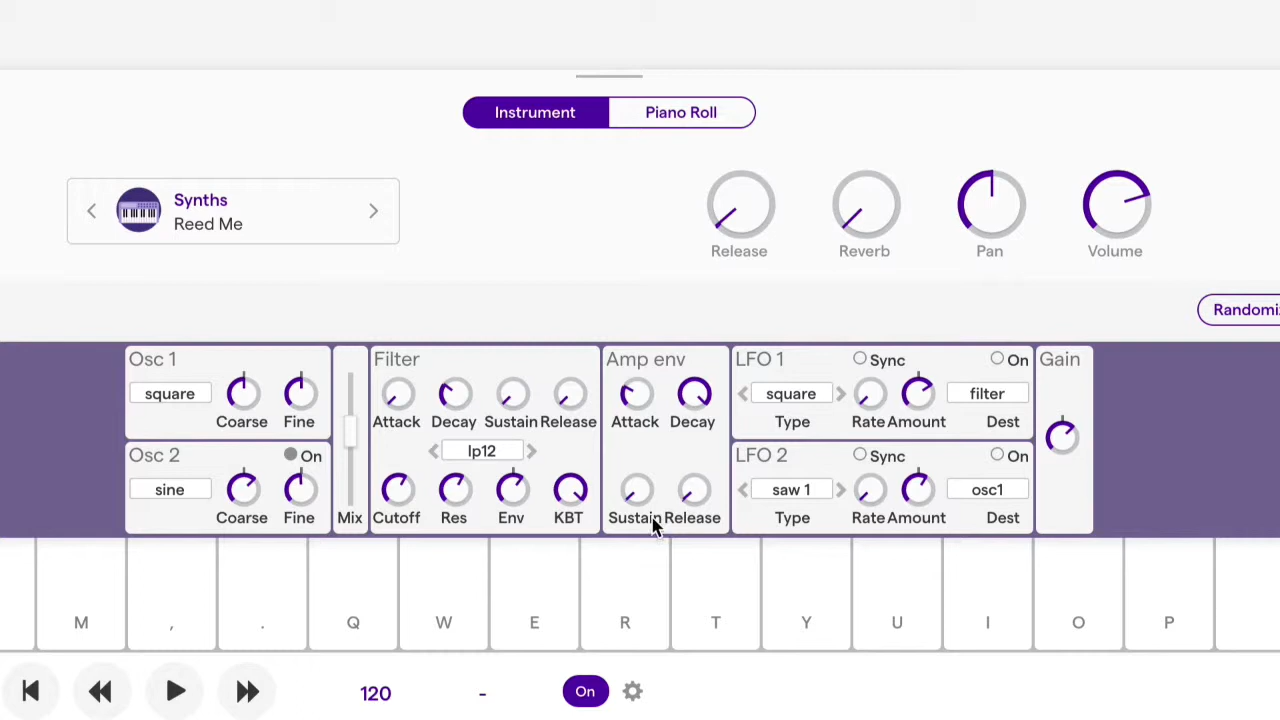 Instrument
Piano Roll
Synths
Reed Me
Release
Reverb
Pan
Volume
Osc 1
square
Coarse
Fine
Osc 2
On
sine
Coarse
Fine
Mix
Filter
Attack
Decay
Sustain
Release
lp12
Cutoff
Res
Env
KBT
Amp env
Attack
Decay
Sustain
Release
LFO 1
Sync
On
square
filter
Type
Rate
Amount
Dest
LFO 2
Sync
On
saw 1
osc1
Type
Rate
Amount
Dest
Gain
M
,
.
Q
W
E
R
T
Y
U
I
O
P
120
-
On